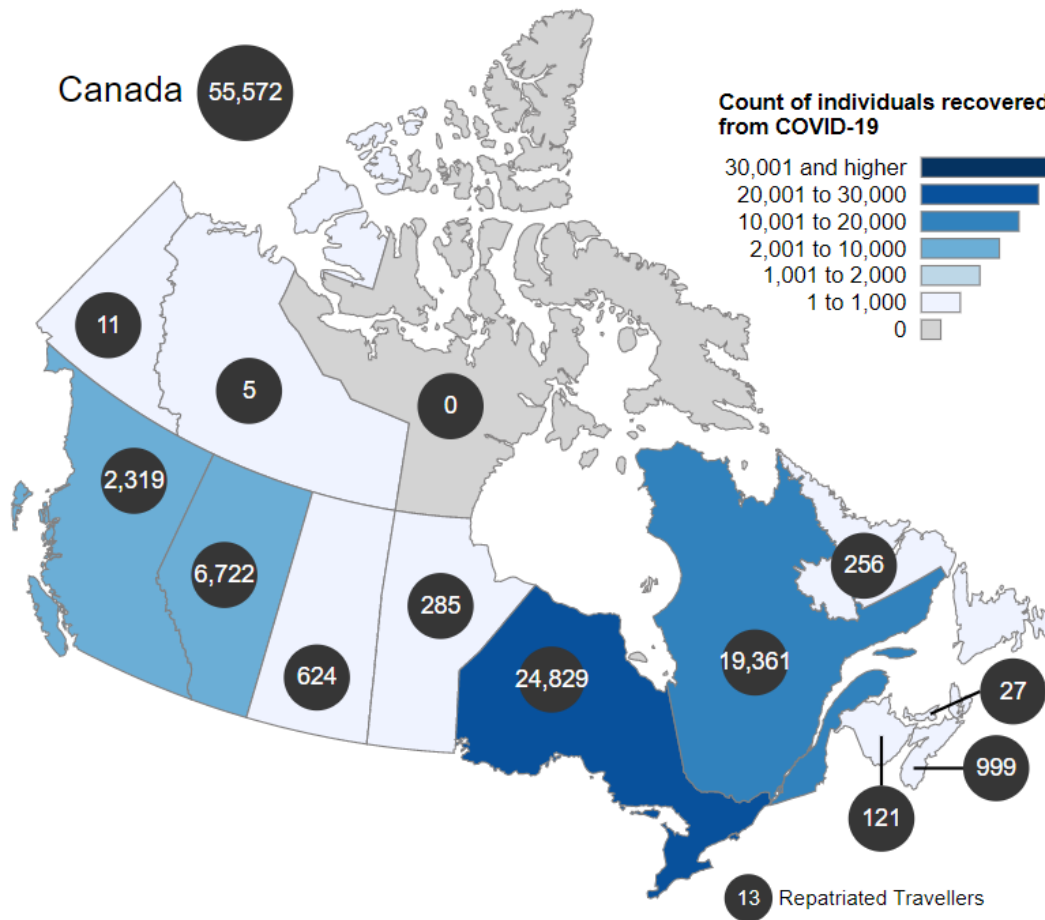 Canada 55,572
Count of individuals recovered
from COVID-19
30,001 and higher
20,001 to 30,000
10,001 to 20,000
2,001 to 10,000
1,001 to 2,000
1 to 1,000
0
11
5
0
2,319
6,722
624
285
24,829
19,361
256
27
999
121
13 Repatriated Travellers